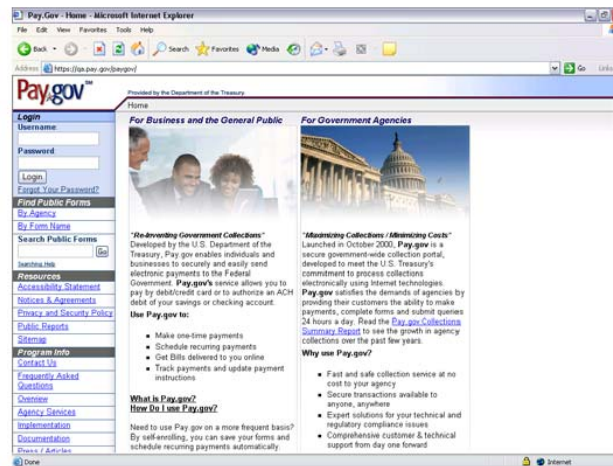 Pay.Gov - Home - Microsoft Internet Explorer
File Edit View Favorites Tools Help
Back Search Favorites Media
Address https://qa.pay.gov/paygov/ Go Links
Pay.gov
Provided by the Department of the Treasury
Home
Login
Username
Password
Login
Forgot Your Password?
Find Public Forms
By Agency
By Form Name
Search Public Forms
Go
Searching Help
Resources
Accessibility Statement
Notices & Agreements
Privacy and Security Policy
Public Reports
Sitemap
Program Info
Contact Us
Frequently Asked
Questions
Overview
Agency Services
Implementation
Documentation
Press / Articles
For Business and the General Public
"Re-Inventing Government Collections"
Developed by the U.S. Department of the
Treasury, Pay.gov enables individuals and
businesses to securely and easily send
electronic payments to the Federal
Government. Pay.gov's service allows you to
pay by debit/credit card or to authorize an ACH
debit of your savings or checking account.
Use Pay.gov to:
Make one-time payments
Schedule recurring payments
Get Bills delivered to you online
Track payments and update payment
instructions
What is Pay.gov?
How Do I use Pay.gov?
Need to use Pay.gov on a more frequent basis?
By self-enrolling, you can save your forms and
schedule recurring payments automatically.
For Government Agencies
"Maximizing Collections / Minimizing Costs"
Launched in October 2000, Pay.gov is a
secure government-wide collection portal,
developed to meet the U.S. Treasury's
commitment to process collections
electronically using Internet technologies.
Pay.gov satisfies the demands of agencies by
providing their customers the ability to make
payments, complete forms and submit queries
24 hours a day. Read the Pay.gov Collections
Summary Report to see the growth in agency
collections over the past few years.
Why use Pay.gov?
Fast and safe collection service at no
cost to your agency
Secure transactions available to
anyone, anywhere
Expert solutions for your technical and
regulatory compliance issues
Comprehensive customer & technical
support from day one forward
Done
Internet